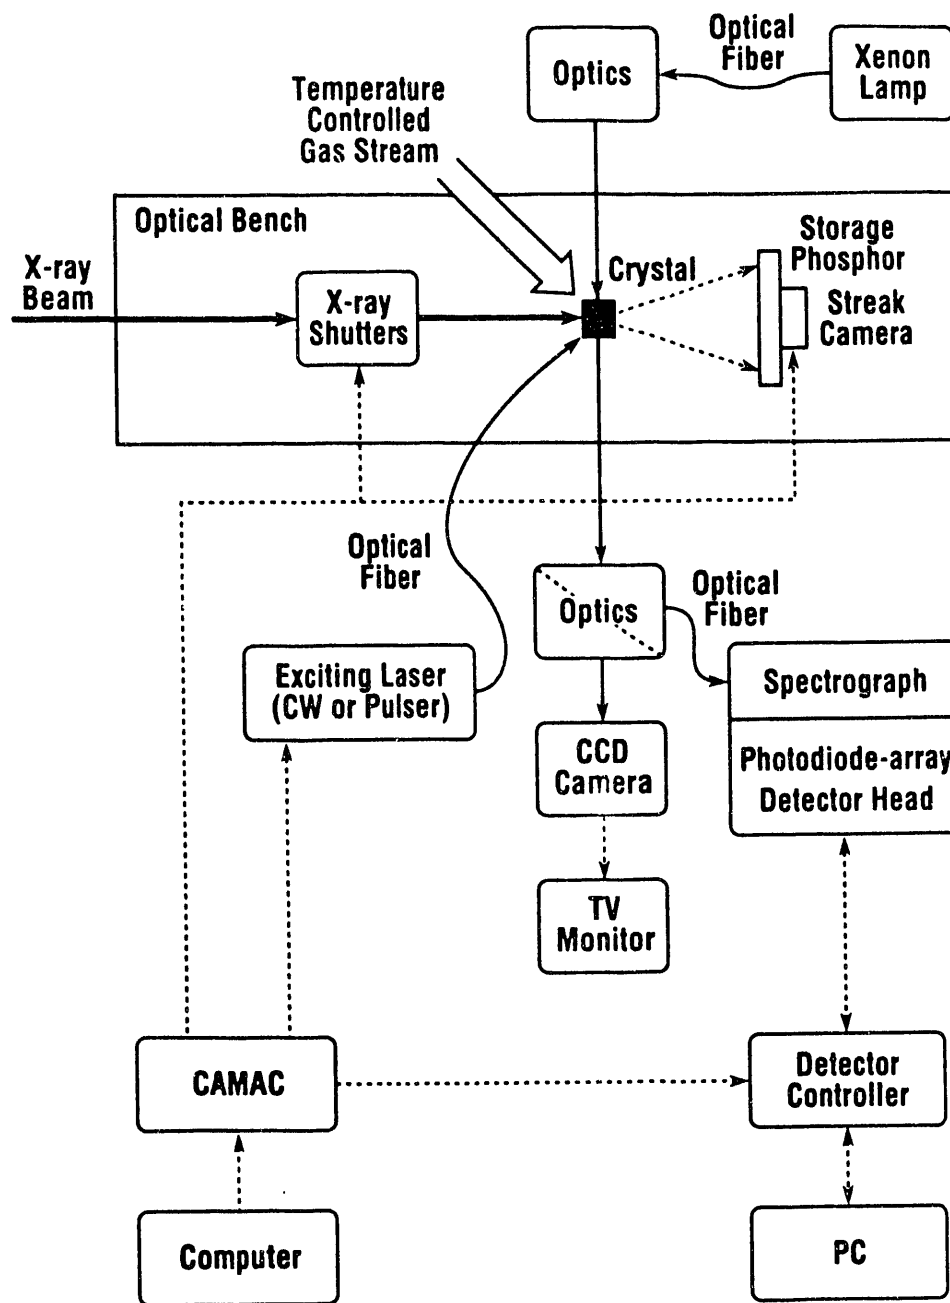 Optical
Fiber
Optics
Xenon
Lamp
Temperature
Controlled
Gas Stream
Optical Bench
X-ray
Beam
X-ray
Shutters
Crystal
Storage
Phosphor
Streak
Camera
Optical
Fiber
Optics
Optical
Fiber
Exciting Laser
(CW or Pulser)
Spectrograph
CCD
Camera
Photodiode-array
Detector Head
TV
Monitor
CAMAC
Detector
Controller
Computer
PC